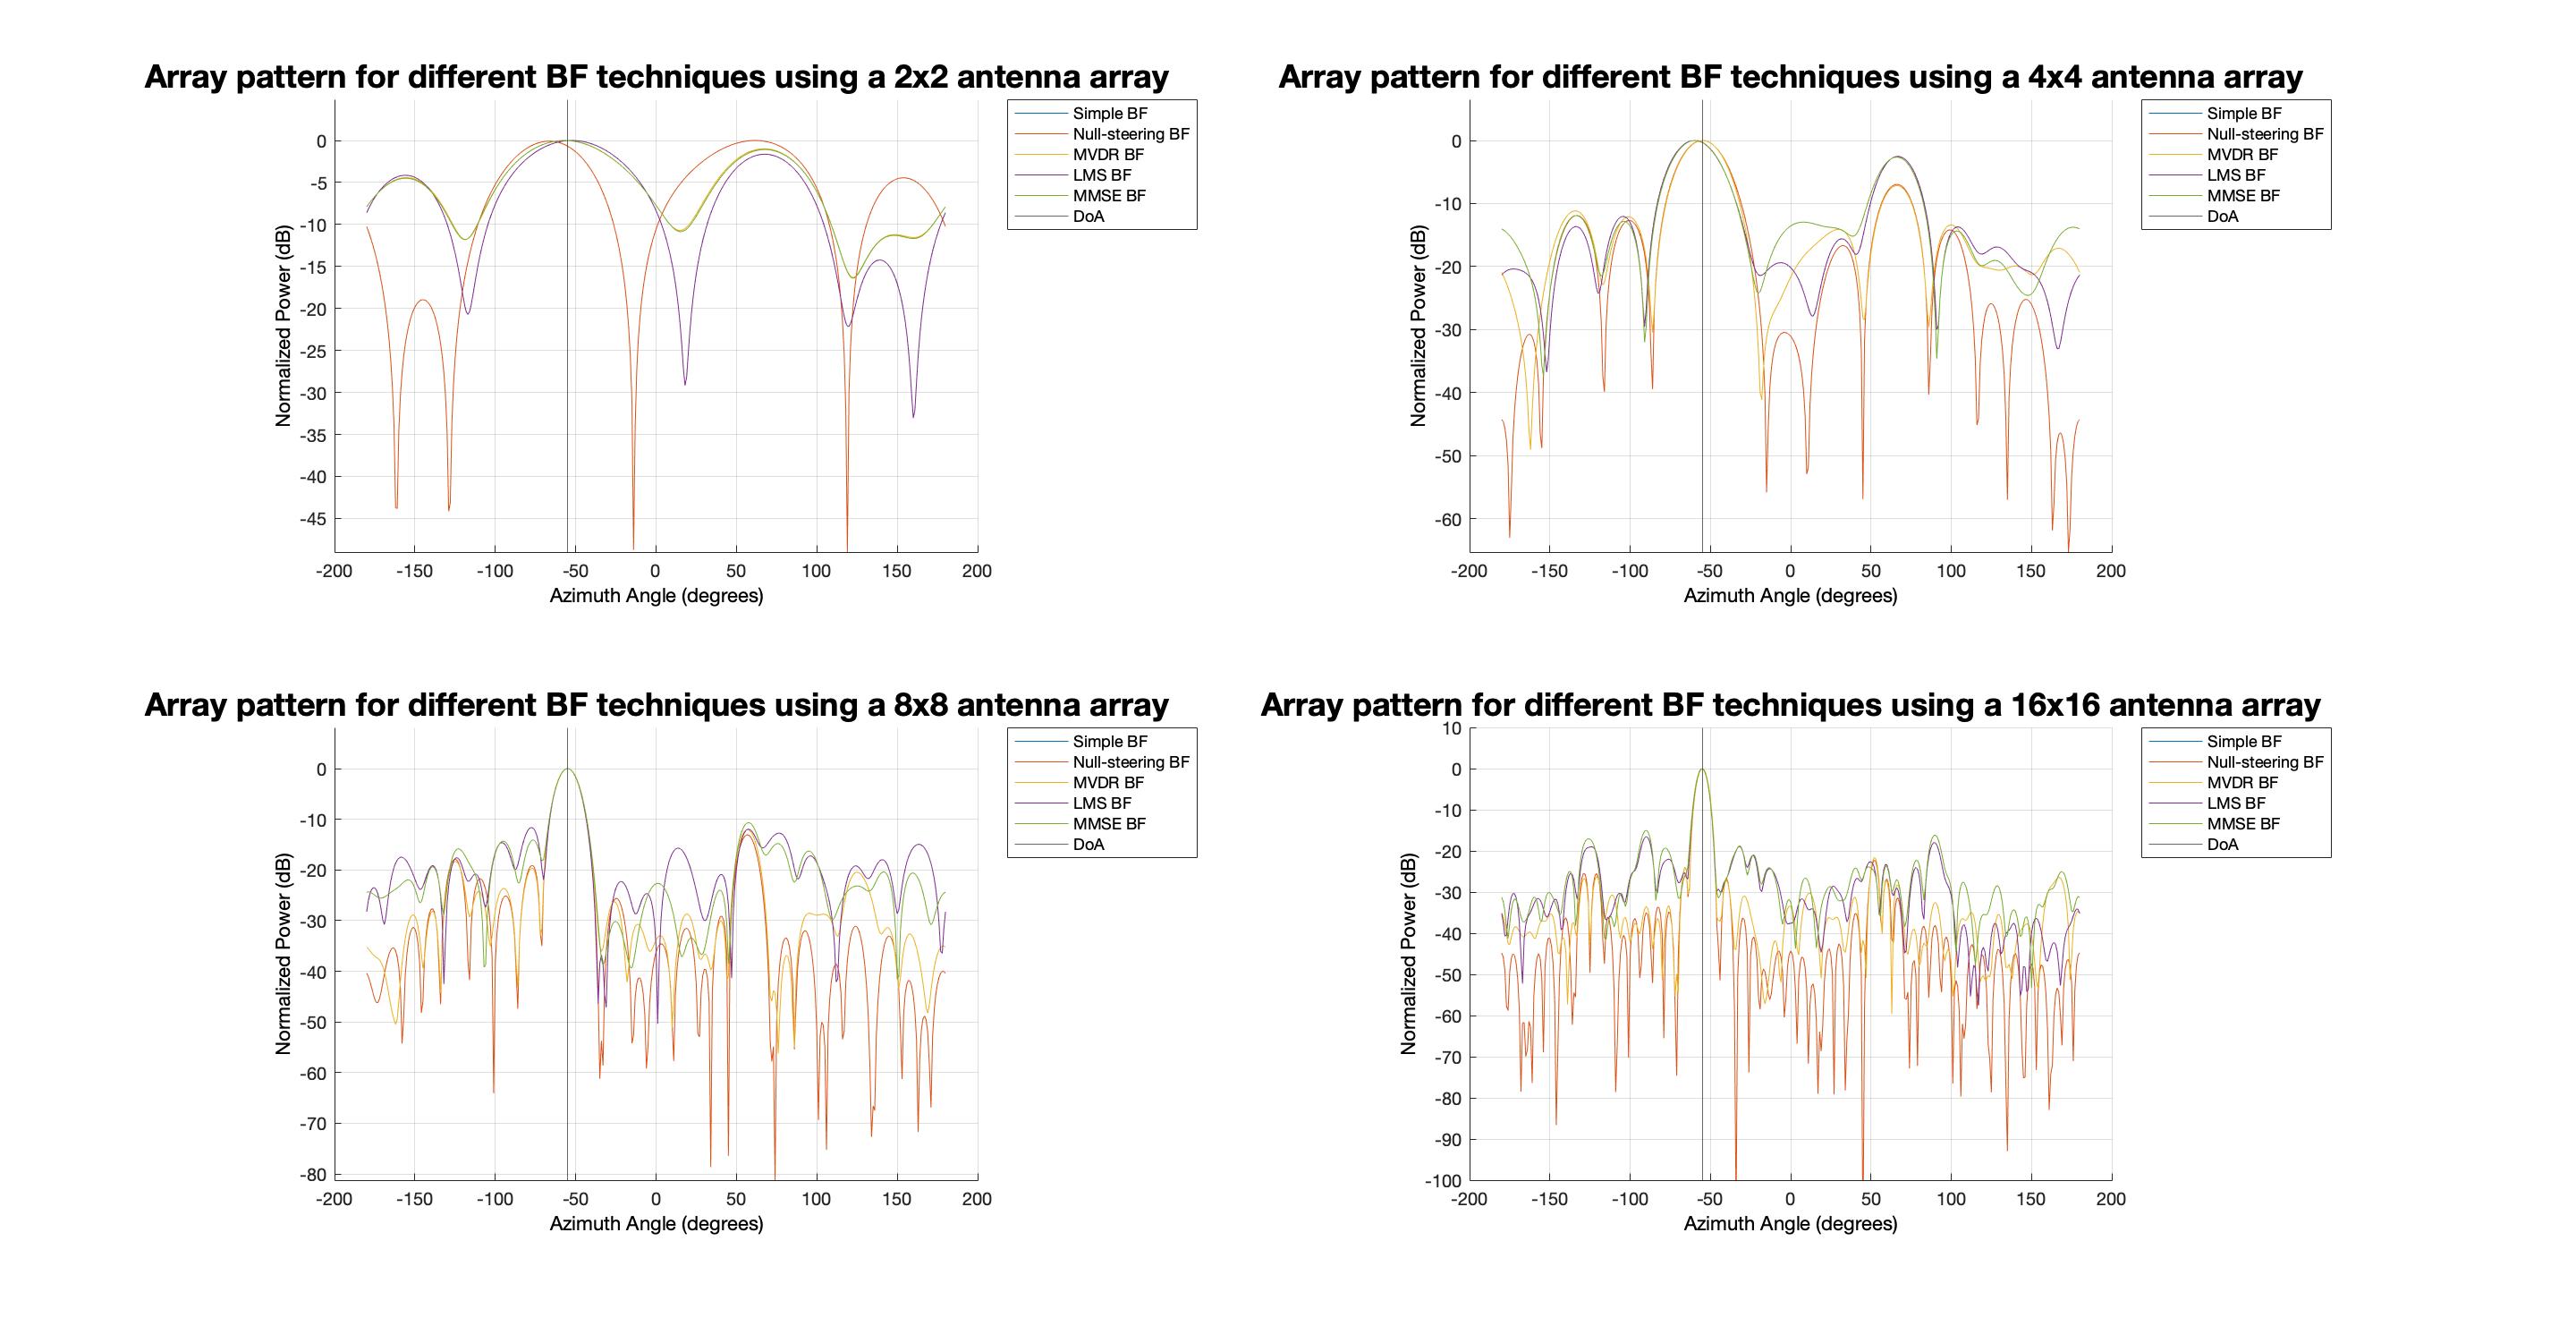 Array pattern for different BF techniques using a 2x2 antenna array
Simple BF
Null-steering BF
MVDR BF
LMS BF
MMSE BF
DoA
0
-5
-10
-15
-20
-25
-30
-35
-40
-45
Normalized Power (dB)
-200 -150 -100 -50 0 50 100 150 200
Azimuth Angle (degrees)
Array pattern for different BF techniques using a 4x4 antenna array
Simple BF
Null-steering BF
MVDR BF
LMS BF
MMSE BF
DoA
0
-10
-20
-30
-40
-50
-60
Normalized Power (dB)
-200 -150 -100 -50 0 50 100 150 200
Azimuth Angle (degrees)
Array pattern for different BF techniques using a 8x8 antenna array
Simple BF
Null-steering BF
MVDR BF
LMS BF
MMSE BF
DoA
0
-10
-20
-30
-40
-50
-60
-70
-80
Normalized Power (dB)
-200 -150 -100 -50 0 50 100 150 200
Azimuth Angle (degrees)
Array pattern for different BF techniques using a 16x16 antenna array
Simple BF
Null-steering BF
MVDR BF
LMS BF
MMSE BF
DoA
10
0
-10
-20
-30
-40
-50
-60
-70
-80
-90
-100
Normalized Power (dB)
-200 -150 -100 -50 0 50 100 150 200
Azimuth Angle (degrees)